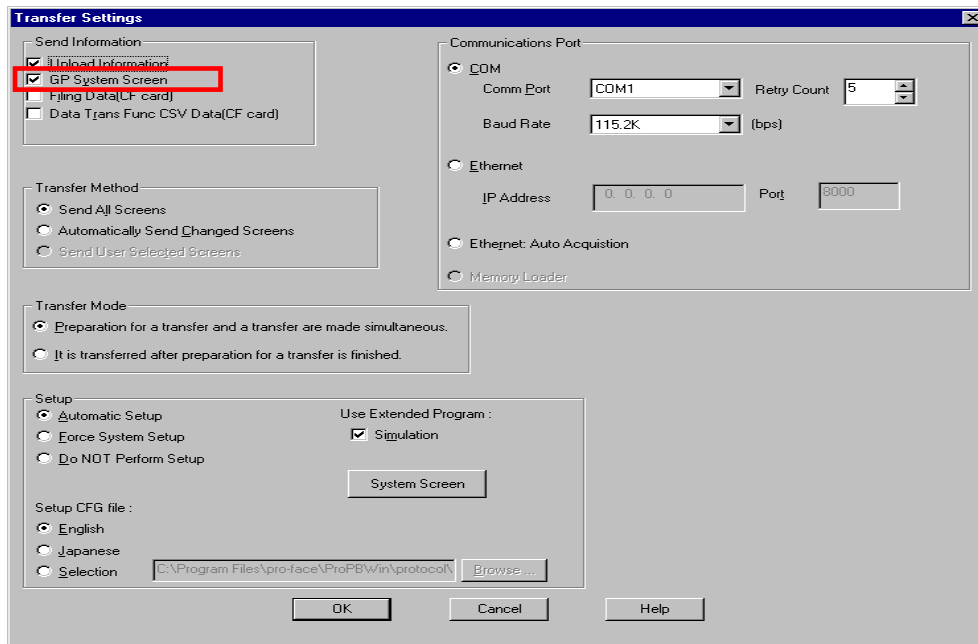 Transfer Settings
Send Information
Upload Information
GP System Screen
Filing Data(CF card)
Data Trans Func CSV Data(CF card)
Transfer Method
Send All Screens
Automatically Send Changed Screens
Send User Selected Screens
Transfer Mode
Preparation for a transfer and a transfer are made simultaneous.
It is transferred after preparation for a transfer is finished.
Setup
Automatic Setup
Force System Setup
Do NOT Perform Setup
Use Extended Program :
Simulation
System Screen
Setup CFG file :
English
Japanese
Selection
C:\Program Files\pro-face\ProPBWin\protocol\
Browse ...
Communications Port
COM
Comm Port
COM1
Retry Count
5
Baud Rate
115.2K
(bps)
Ethernet
IP Address
0. 0. 0. 0
Port
8000
Ethernet: Auto Acquistion
Memory Loader
OK
Cancel
Help